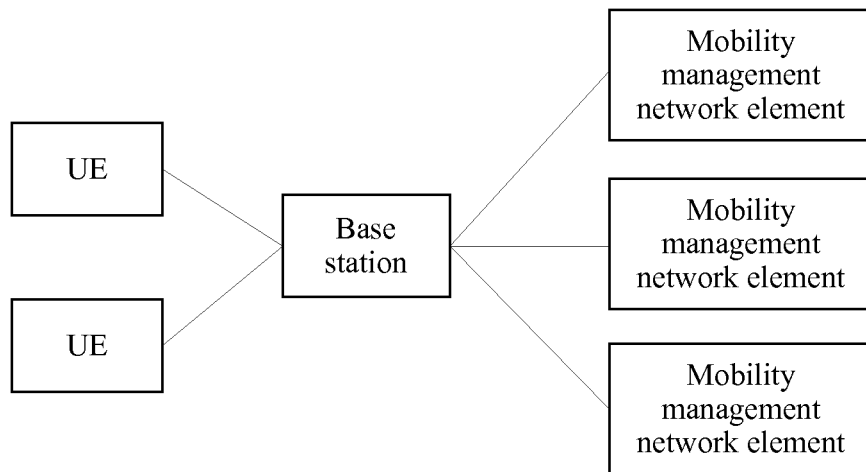 UE
UE
Base
station
Mobility
management
network element
Mobility
management
network element
Mobility
management
network element